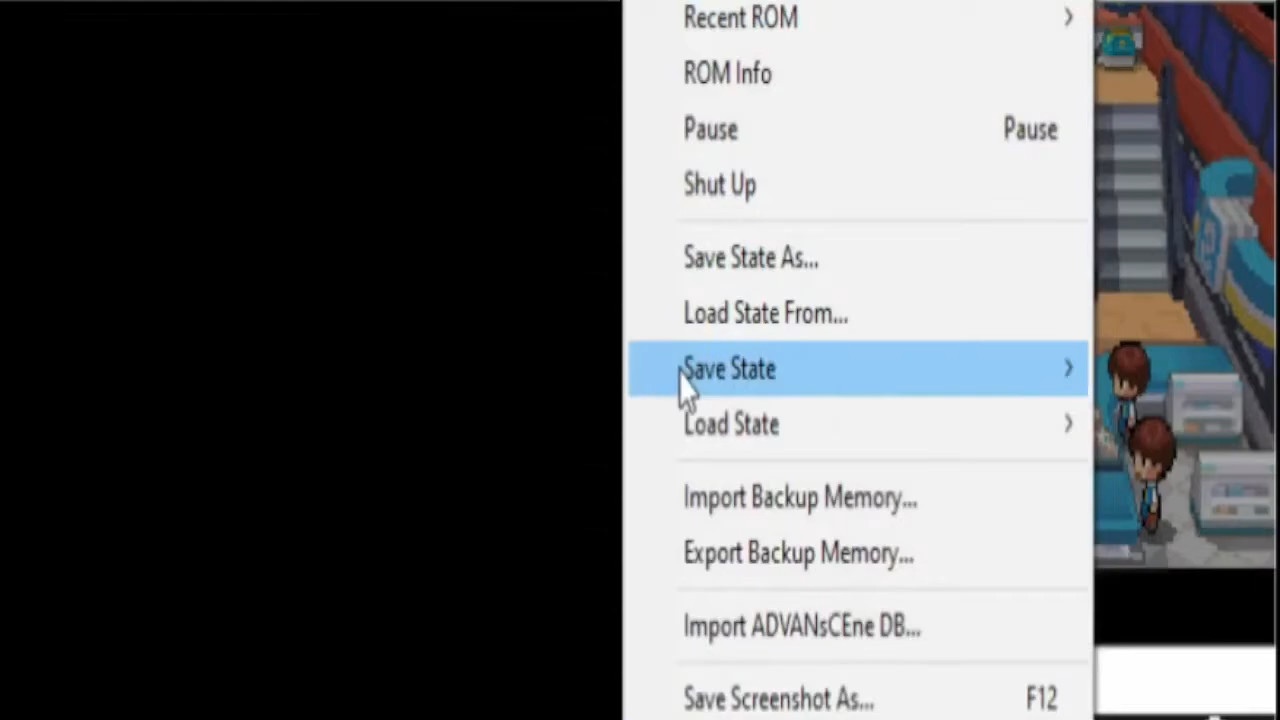 Recent ROM
ROM Info
Pause Pause
Shut Up
Save State As...
Load State From...
Save State
Load State
Import Backup Memory...
Export Backup Memory...
Import ADVANsCEne DB...
Save Screenshot As... F12